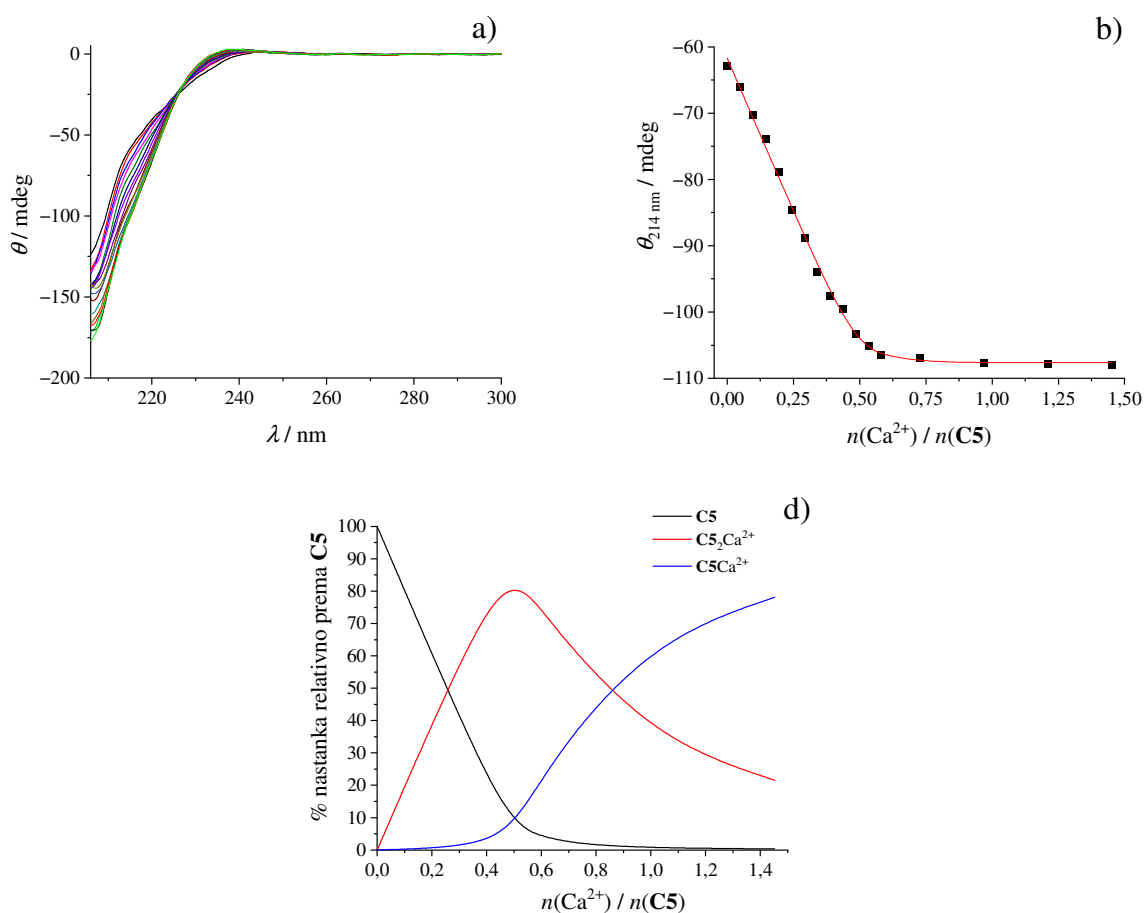 a)
0
−50
−100
−150
−200
θ / mdeg
220 240 260 280 300
λ / nm
b)
−60
−70
−80
−90
−100
−110
θ214 nm / mdeg
0,00 0,25 0,50 0,75 1,00 1,25 1,50
n(Ca²⁺) / n(C5)
d)
C5
C5₂Ca²⁺
C5Ca²⁺
100
90
80
70
60
50
40
30
20
10
0
% nastanka relativno prema C5
0,0 0,2 0,4 0,6 0,8 1,0 1,2 1,4
n(Ca²⁺) / n(C5)